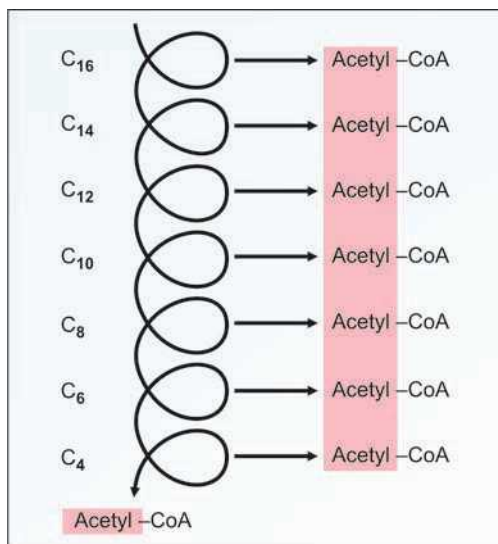 C16 Acetyl –CoA
C14 Acetyl –CoA
C12 Acetyl –CoA
C10 Acetyl –CoA
C8 Acetyl –CoA
C6 Acetyl –CoA
C4 Acetyl –CoA
Acetyl –CoA